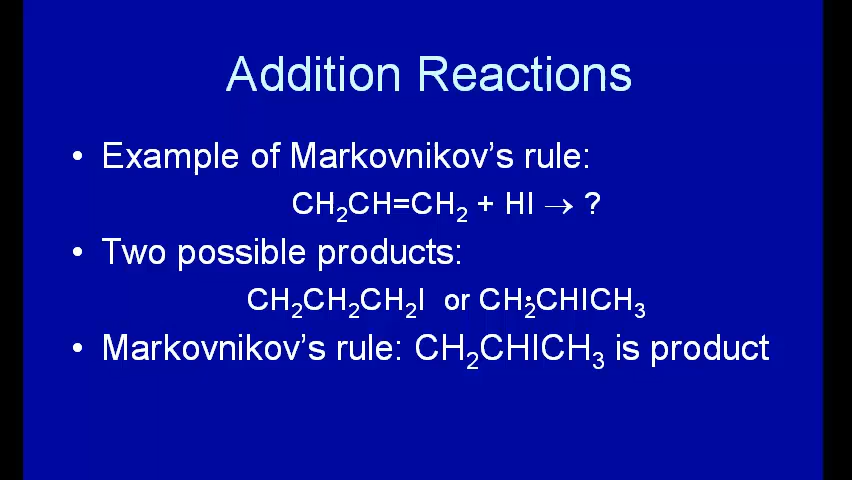 Addition Reactions
• Example of Markovnikov's rule:
CH₂CH=CH₂ + HI → ?
• Two possible products:
CH₂CH₂CH₂I or CH₂CHICH₃
• Markovnikov's rule: CH₂CHICH₃ is product